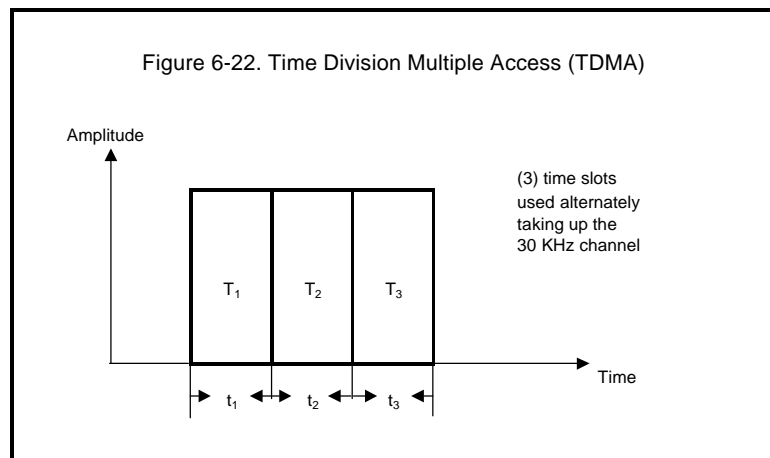 Figure 6-22. Time Division Multiple Access (TDMA)
Amplitude
(3) time slots
used alternately
taking up the
30 KHz channel
T₁ T₂ T₃
Time
t₁ t₂ t₃